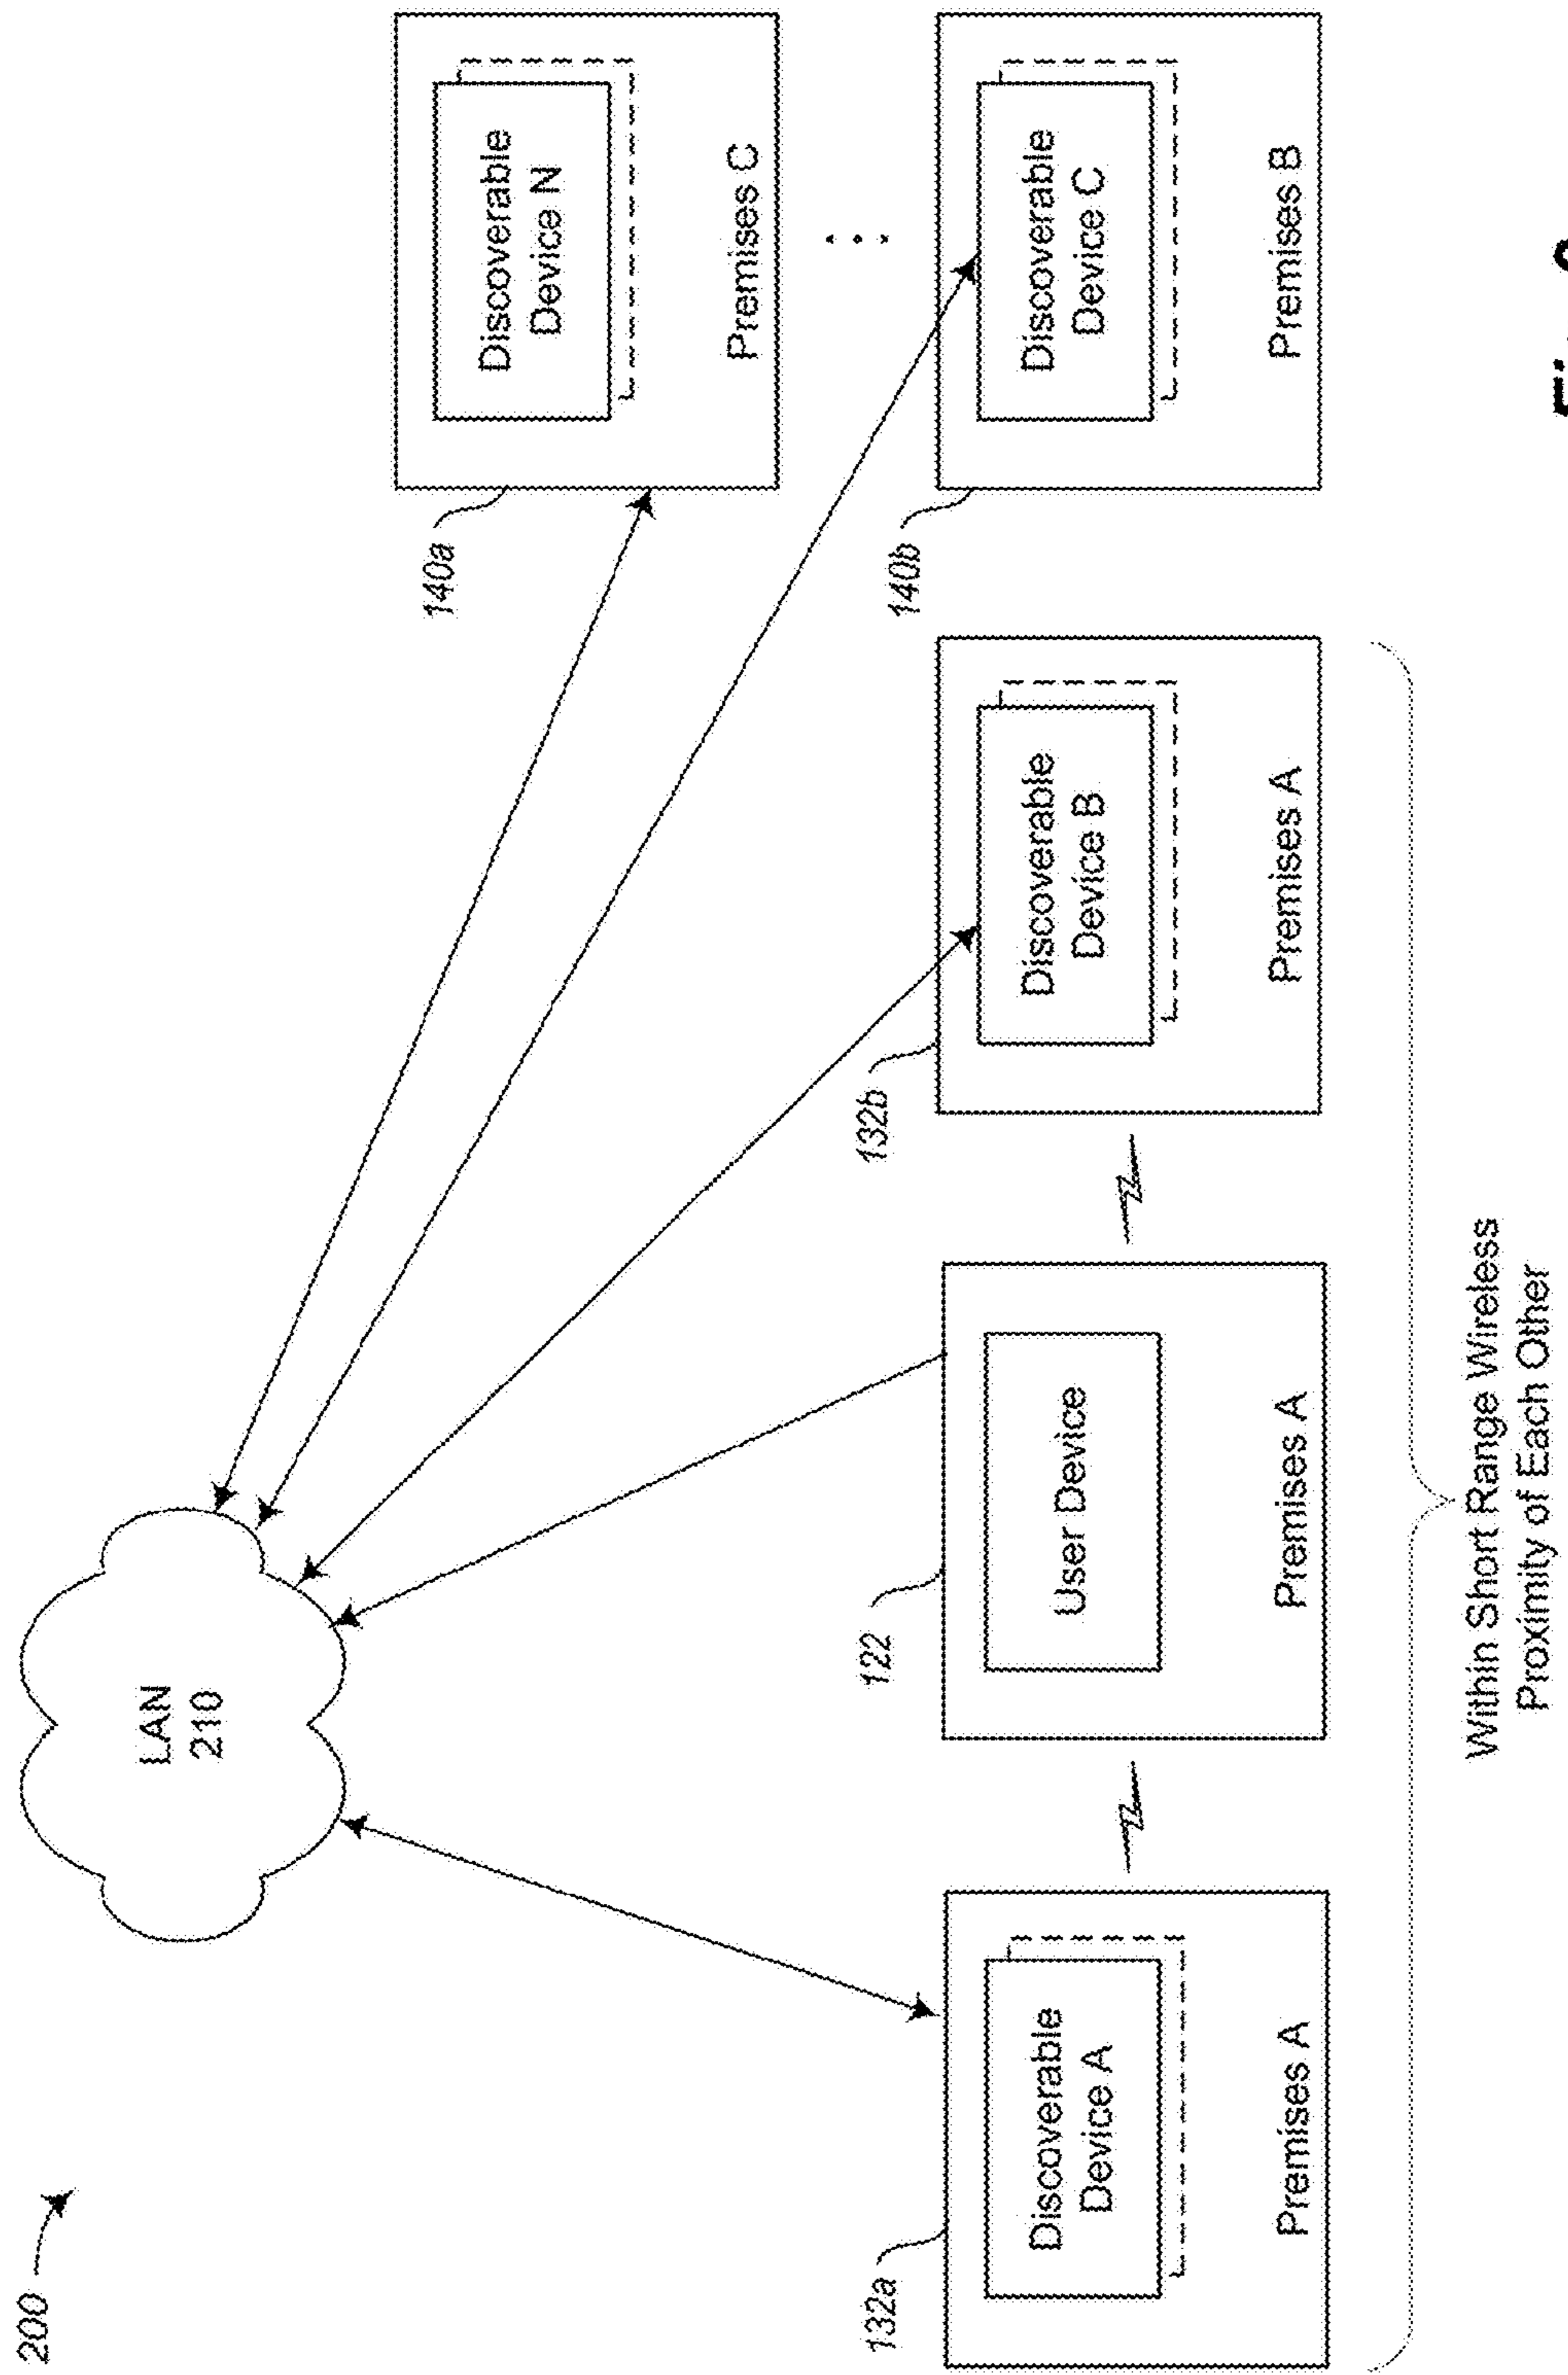 200
LAN
210
140a
Discoverable
Device N
Premises C
132a
Discoverable
Device A
Premises A
122
User Device
Premises A
132b
Discoverable
Device B
Premises A
140b
Discoverable
Device C
Premises B
Within Short Range Wireless
Proximity of Each Other